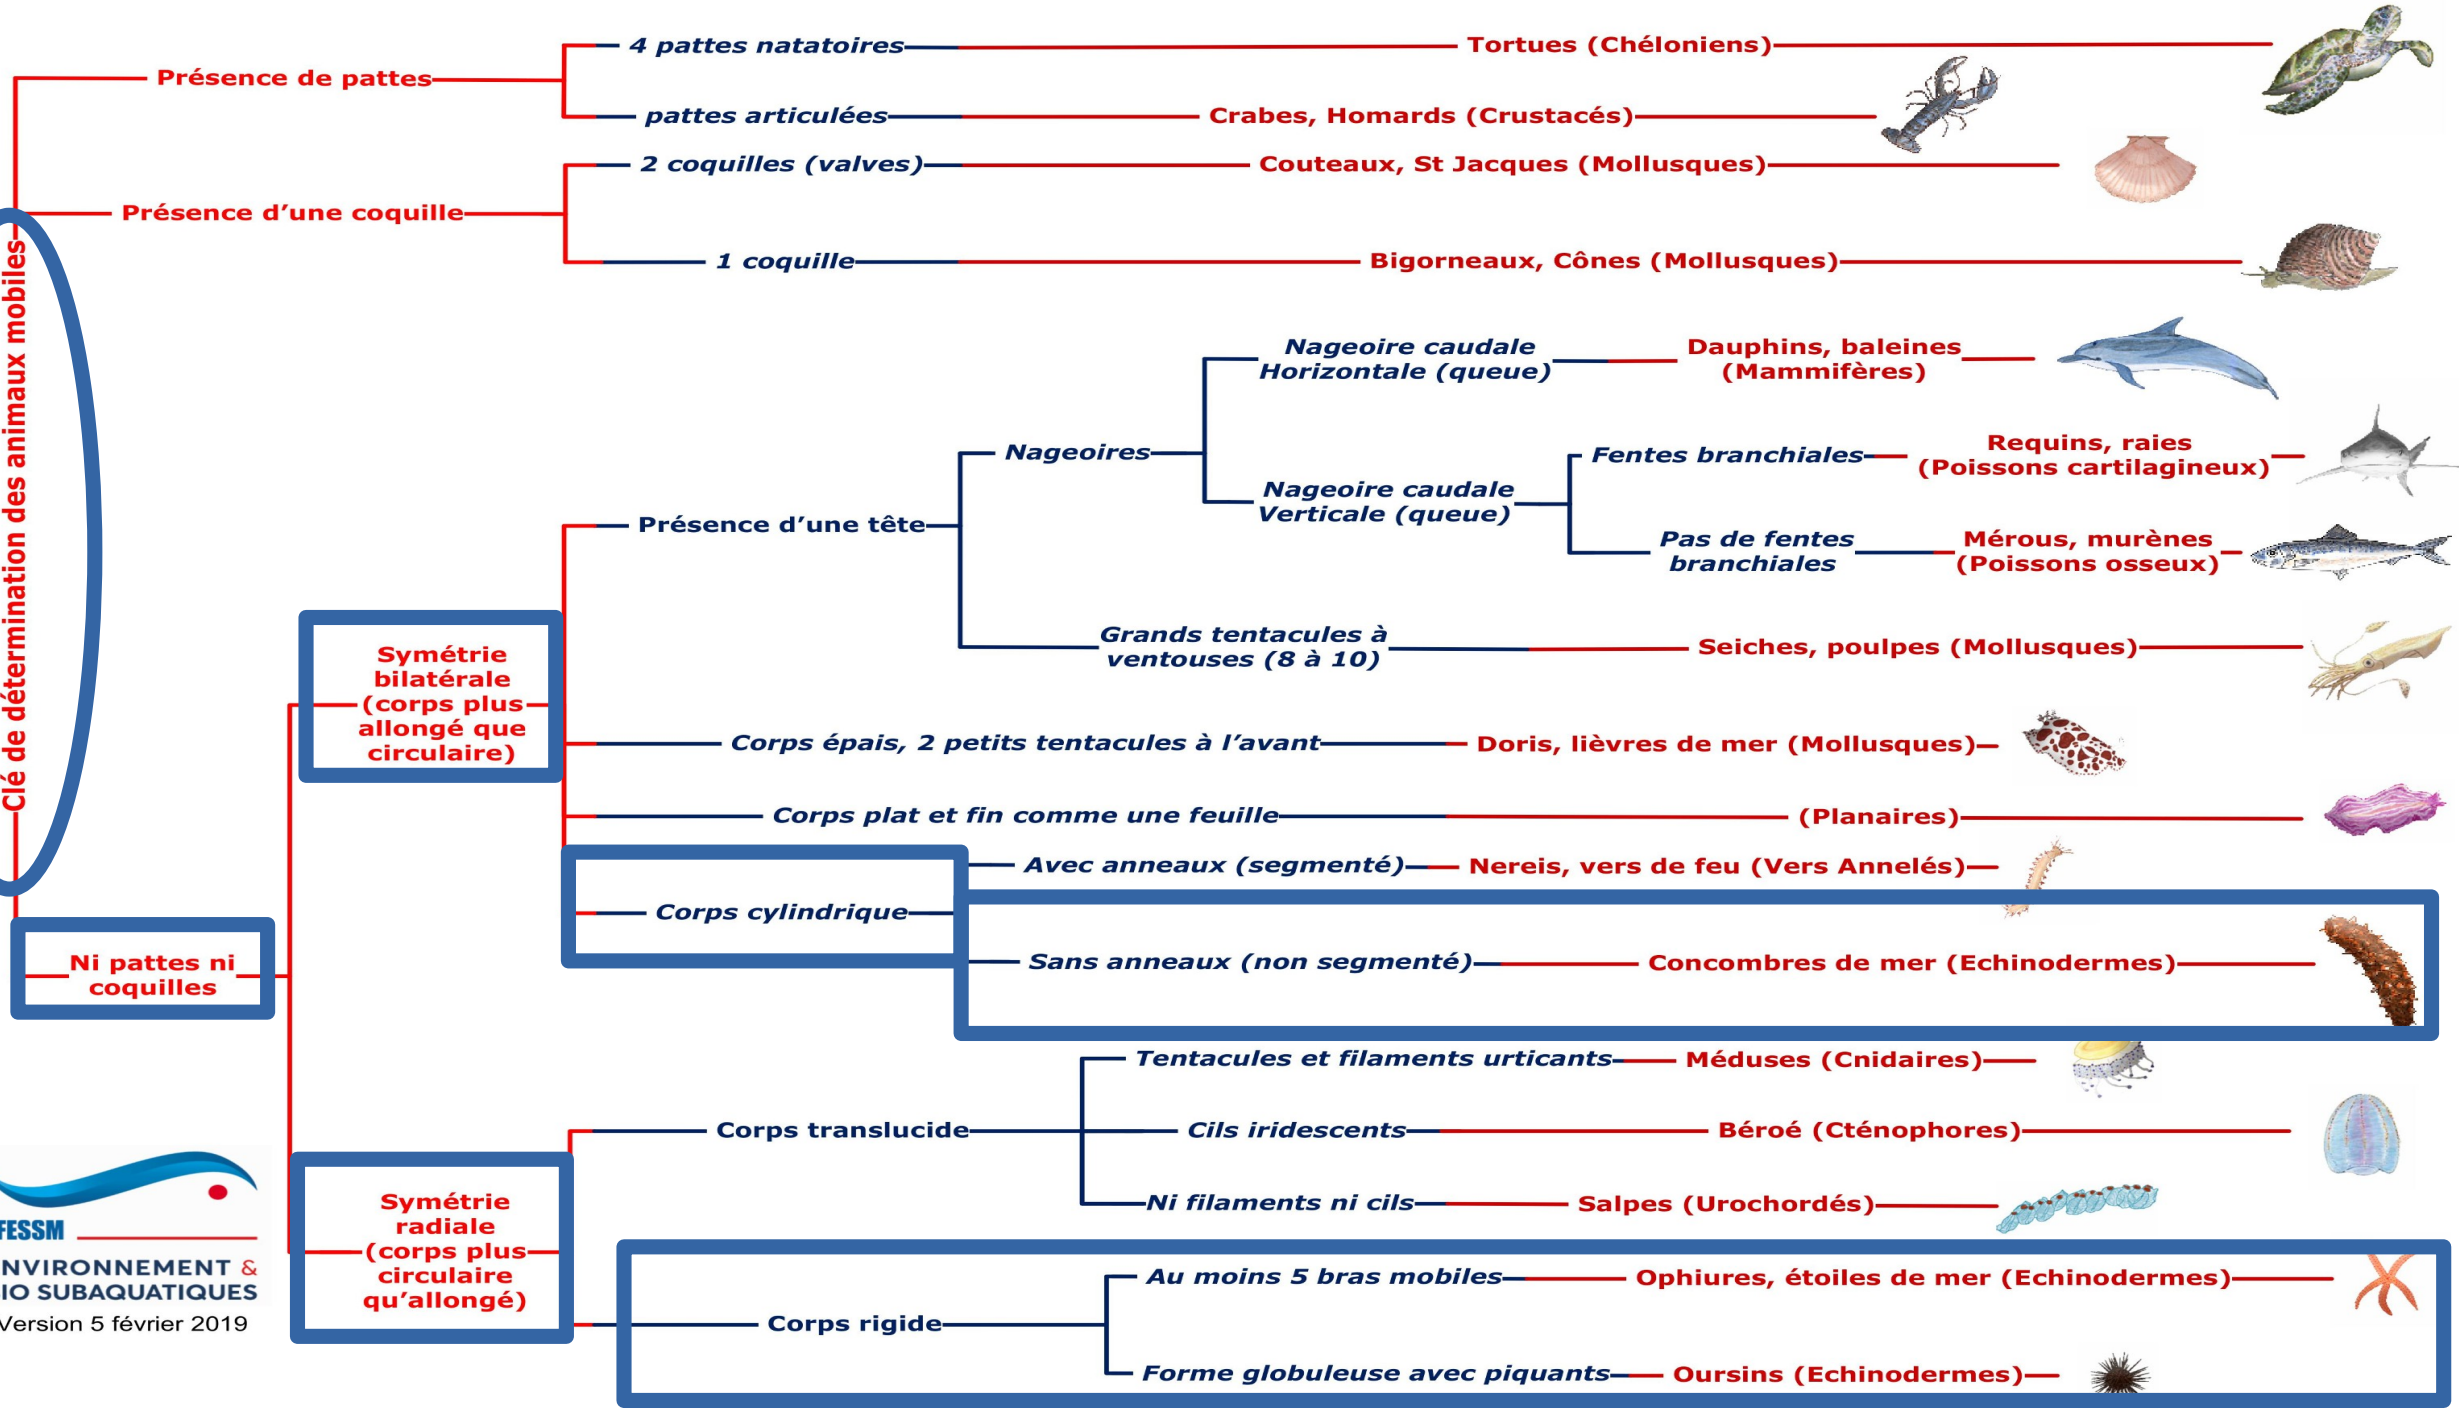 4 pattes natatoires
Tortues (Chéloniens)
Présence de pattes
pattes articulées
Crabes, Homards (Crustacés)
2 coquilles (valves)
Couteaux, St Jacques (Mollusques)
Présence d’une coquille
1 coquille
Bigorneaux, Cônes (Mollusques)
Clé de détermination des animaux mobiles
Nageoire caudale
Horizontale (queue)
Dauphins, baleines
(Mammifères)
Nageoires
Fentes branchiales
Requins, raies
(Poissons cartilagineux)
Nageoire caudale
Verticale (queue)
Présence d’une tête
Pas de fentes
branchiales
Mérous, murènes
(Poissons osseux)
Grands tentacules à
ventouses (8 à 10)
Seiches, poulpes (Mollusques)
Symétrie
bilatérale
(corps plus
allongé que
circulaire)
Corps épais, 2 petits tentacules à l’avant
Doris, lièvres de mer (Mollusques)
Corps plat et fin comme une feuille
(Planaires)
Avec anneaux (segmenté)
Nereis, vers de feu (Vers Annelés)
Corps cylindrique
Sans anneaux (non segmenté)
Concombres de mer (Echinodermes)
Ni pattes ni
coquilles
Tentacules et filaments urticants
Méduses (Cnidaires)
Corps translucide
Cils iridescents
Béroé (Cténophores)
Ni filaments ni cils
Salpes (Urochordés)
Symétrie
radiale
(corps plus
circulaire
qu’allongé)
Au moins 5 bras mobiles
Ophiures, étoiles de mer (Echinodermes)
Corps rigide
Forme globuleuse avec piquants
Oursins (Echinodermes)
FESSM
NVIRONNEMENT &
IO SUBAQUATIQUES
Version 5 février 2019